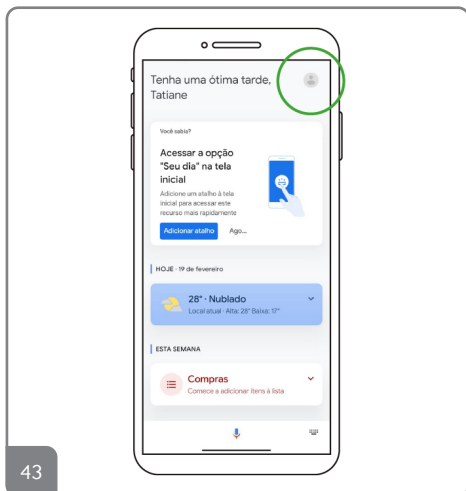 Tenha uma ótima tarde,
Tatiane
Você sabia?
Acessar a opção
"Seu dia" na tela
inicial
Adicione um atalho à tela
inicial para acessar este
recurso mais rapidamente
Adicionar atalho Ago...
HOJE · 19 de fevereiro
28° · Nublado
Local atual · Alta: 28° Baixa: 17°
ESTA SEMANA
Compras
Comece a adicionar itens à lista
43